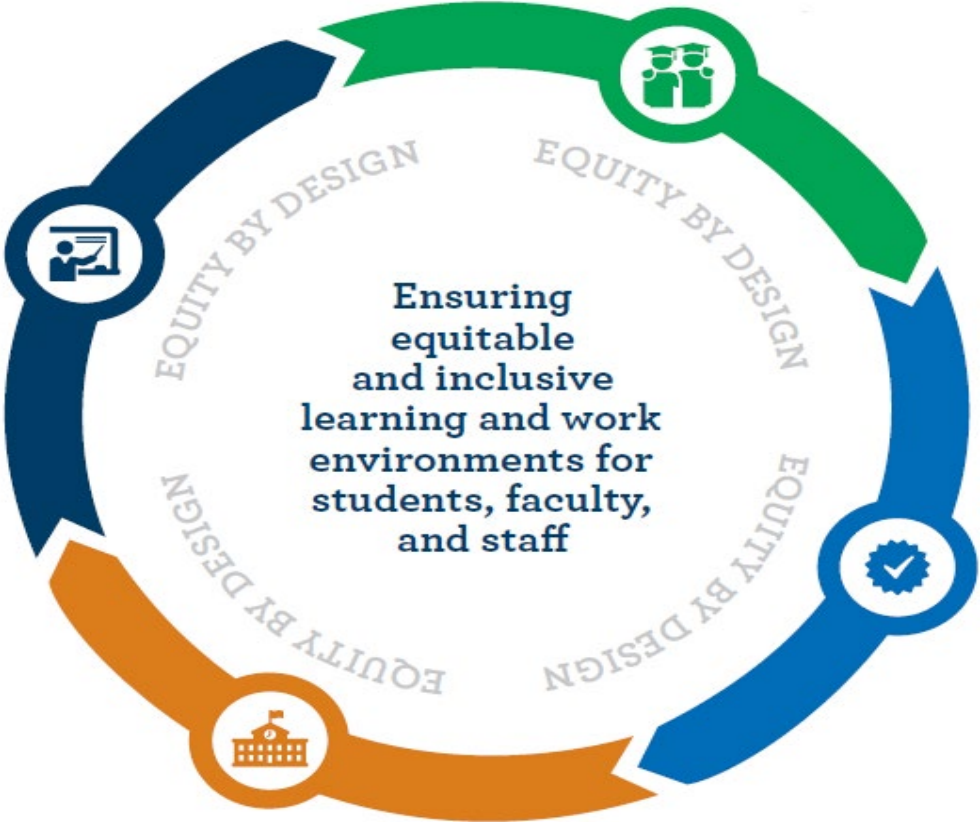 EQUITY BY DESIGN
EQUITY BY DESIGN
Ensuring
equitable
and inclusive
learning and work
environments for
students, faculty,
and staff
EQUITY BY DESIGN
EQUITY BY DESIGN